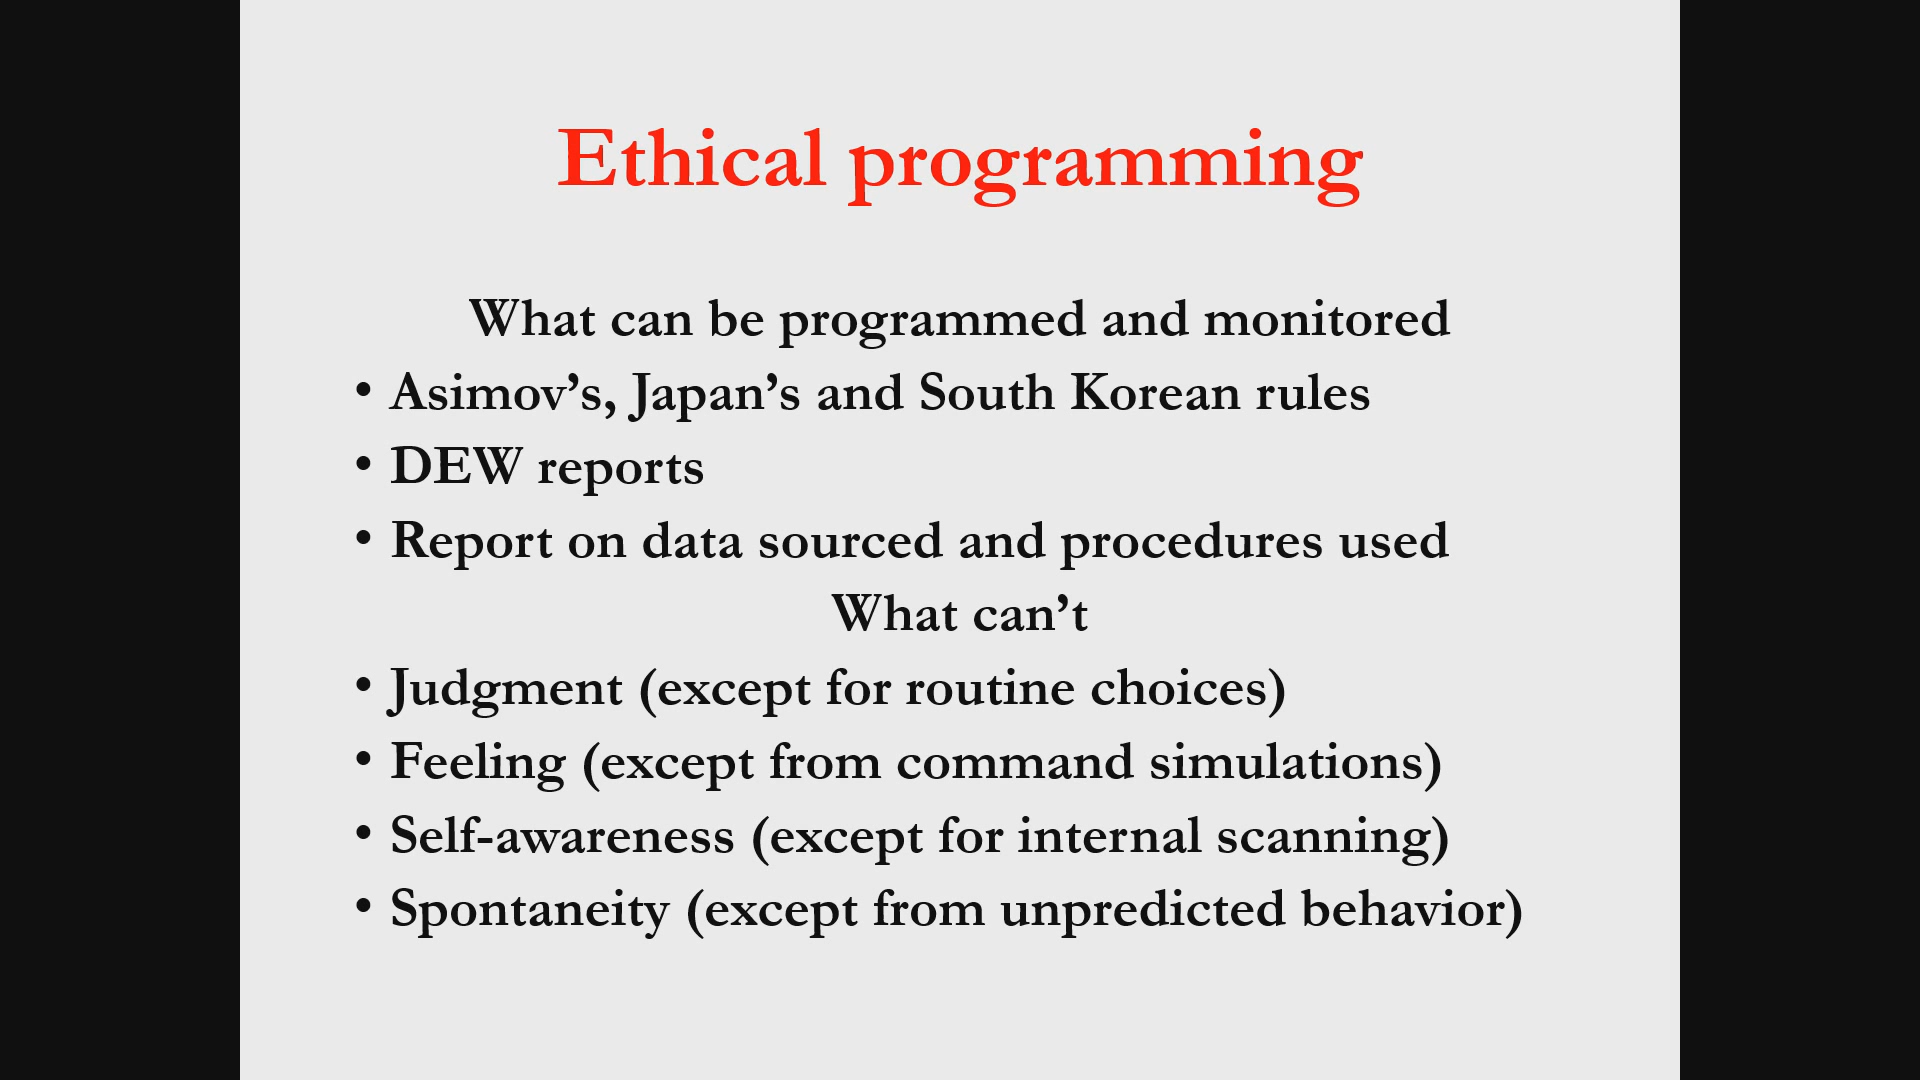 Ethical programming
What can be programmed and monitored
• Asimov’s, Japan’s and South Korean rules
• DEW reports
• Report on data sourced and procedures used
What can’t
• Judgment (except for routine choices)
• Feeling (except from command simulations)
• Self-awareness (except for internal scanning)
• Spontaneity (except from unpredicted behavior)